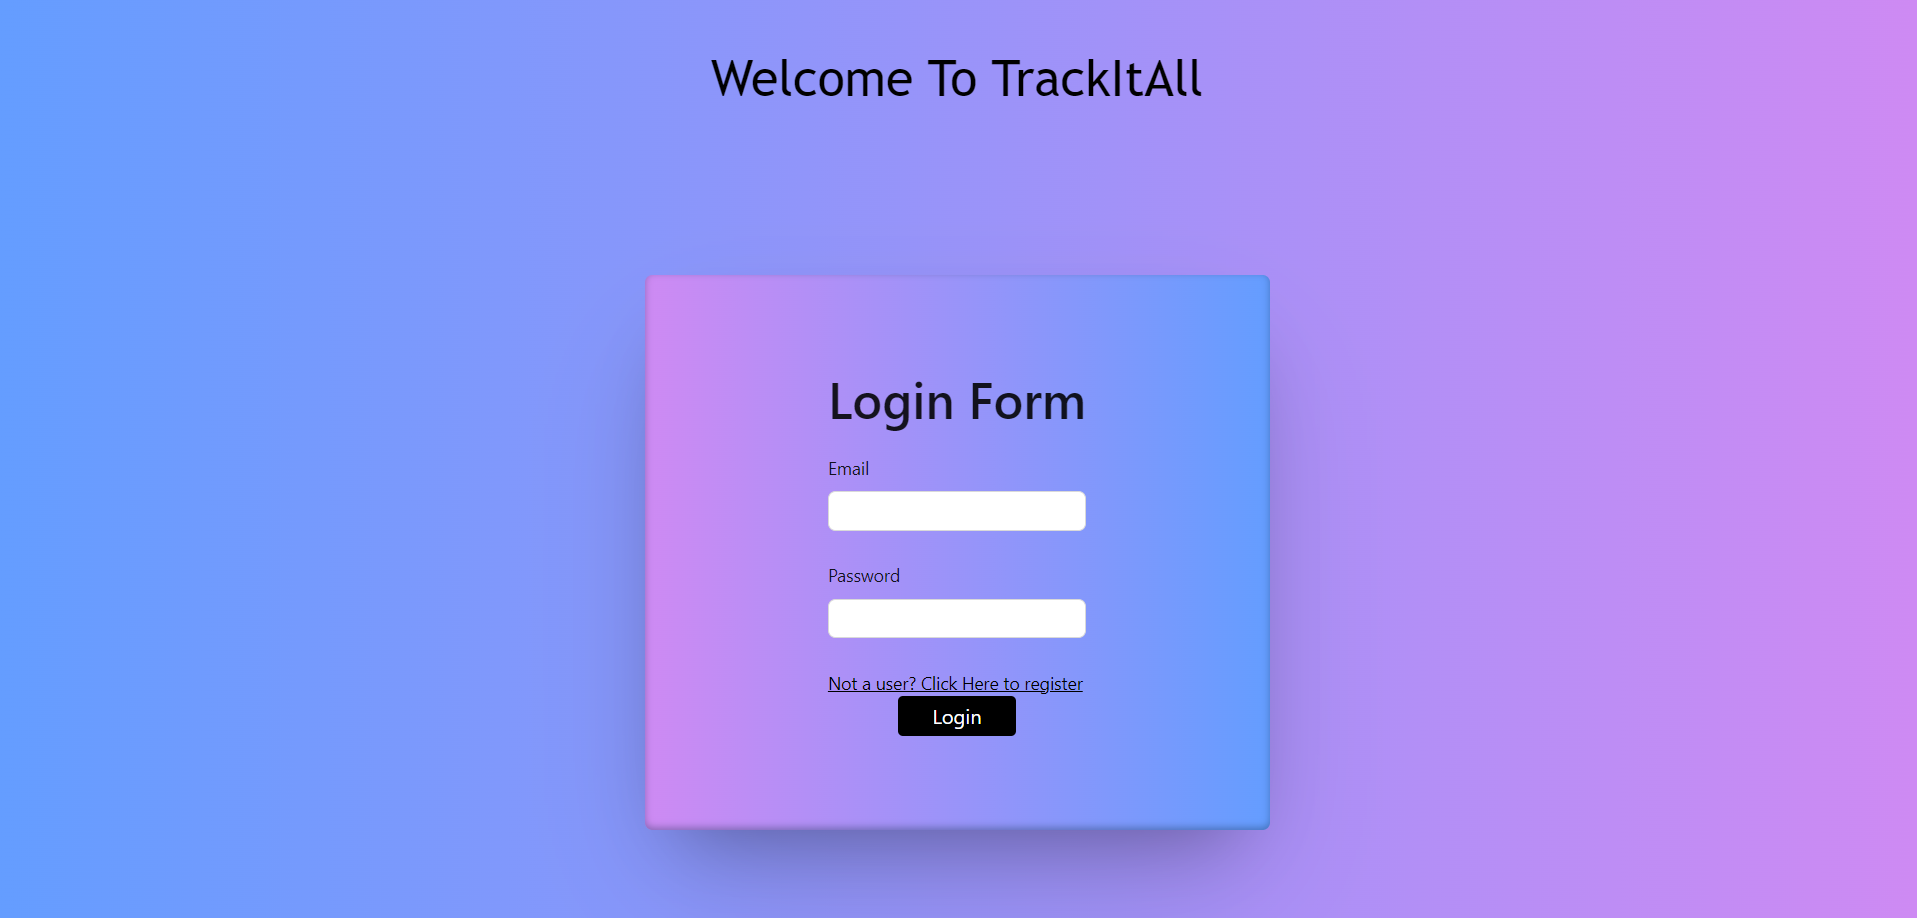 Welcome To TrackItAll
Login Form
Email
Password
Not a user? Click Here to register
Login